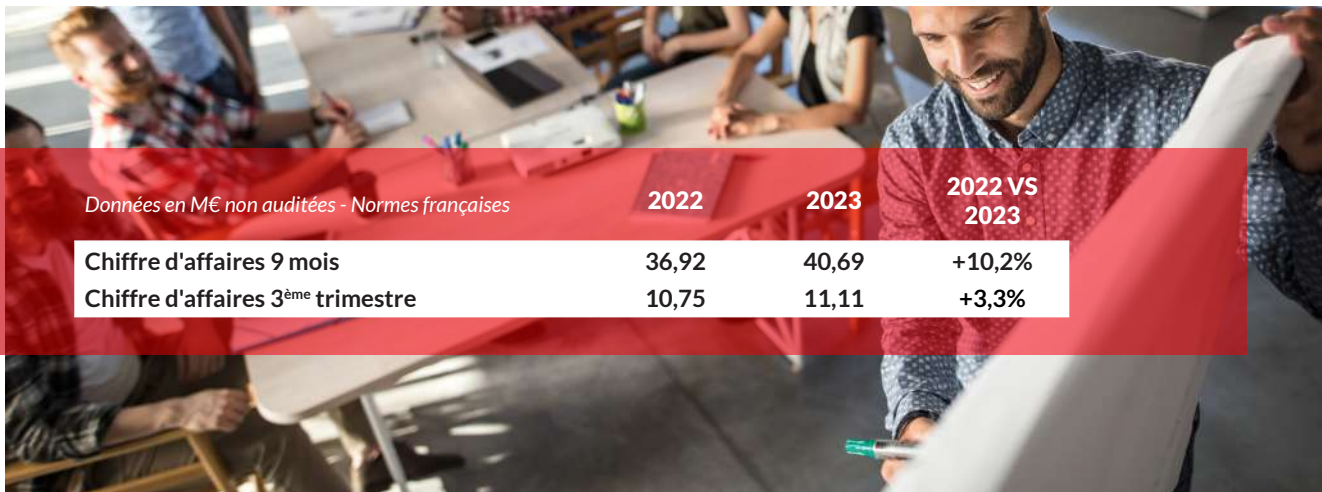 Données en M€ non auditées - Normes françaises 2022 2023 2022 VS 2023
Chiffre d'affaires 9 mois 36,92 40,69 +10,2%
Chiffre d'affaires 3ème trimestre 10,75 11,11 +3,3%